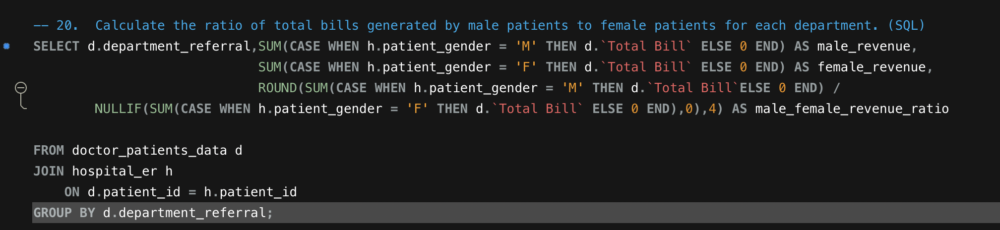 -- 20.  Calculate the ratio of total bills generated by male patients to female patients for each department. (SQL)
SELECT d.department_referral,SUM(CASE WHEN h.patient_gender = 'M' THEN d.`Total Bill` ELSE 0 END) AS male_revenue,
SUM(CASE WHEN h.patient_gender = 'F' THEN d.`Total Bill` ELSE 0 END) AS female_revenue,
ROUND(SUM(CASE WHEN h.patient_gender = 'M' THEN d.`Total Bill`ELSE 0 END) /
NULLIF(SUM(CASE WHEN h.patient_gender = 'F' THEN d.`Total Bill` ELSE 0 END),0),4) AS male_female_revenue_ratio
FROM doctor_patients_data d
JOIN hospital_er h
ON d.patient_id = h.patient_id
GROUP BY d.department_referral;